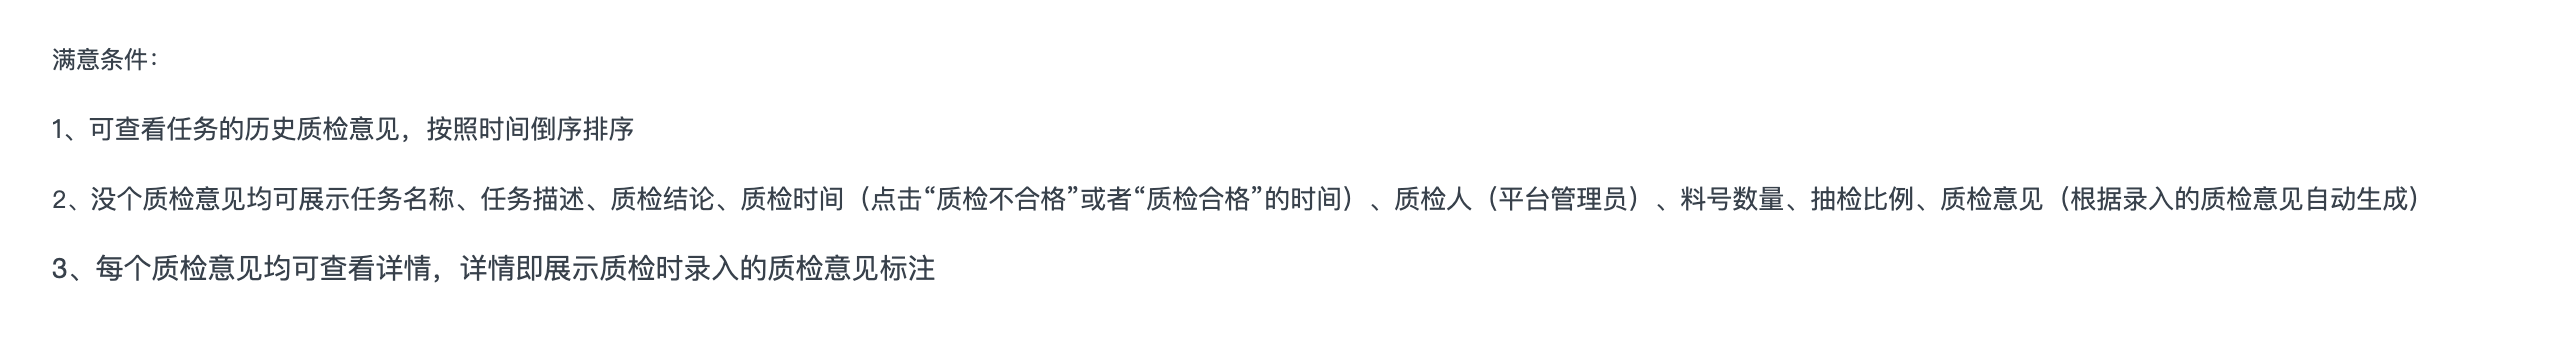 满意条件：
1、可查看任务的历史质检意见，按照时间倒序排序
2、没个质检意见均可展示任务名称、任务描述、质检结论、质检时间（点击“质检不合格”或者“质检合格”的时间）、质检人（平台管理员）、料号数量、抽检比例、质检意见（根据录入的质检意见自动生成）
3、每个质检意见均可查看详情，详情即展示质检时录入的质检意见标注